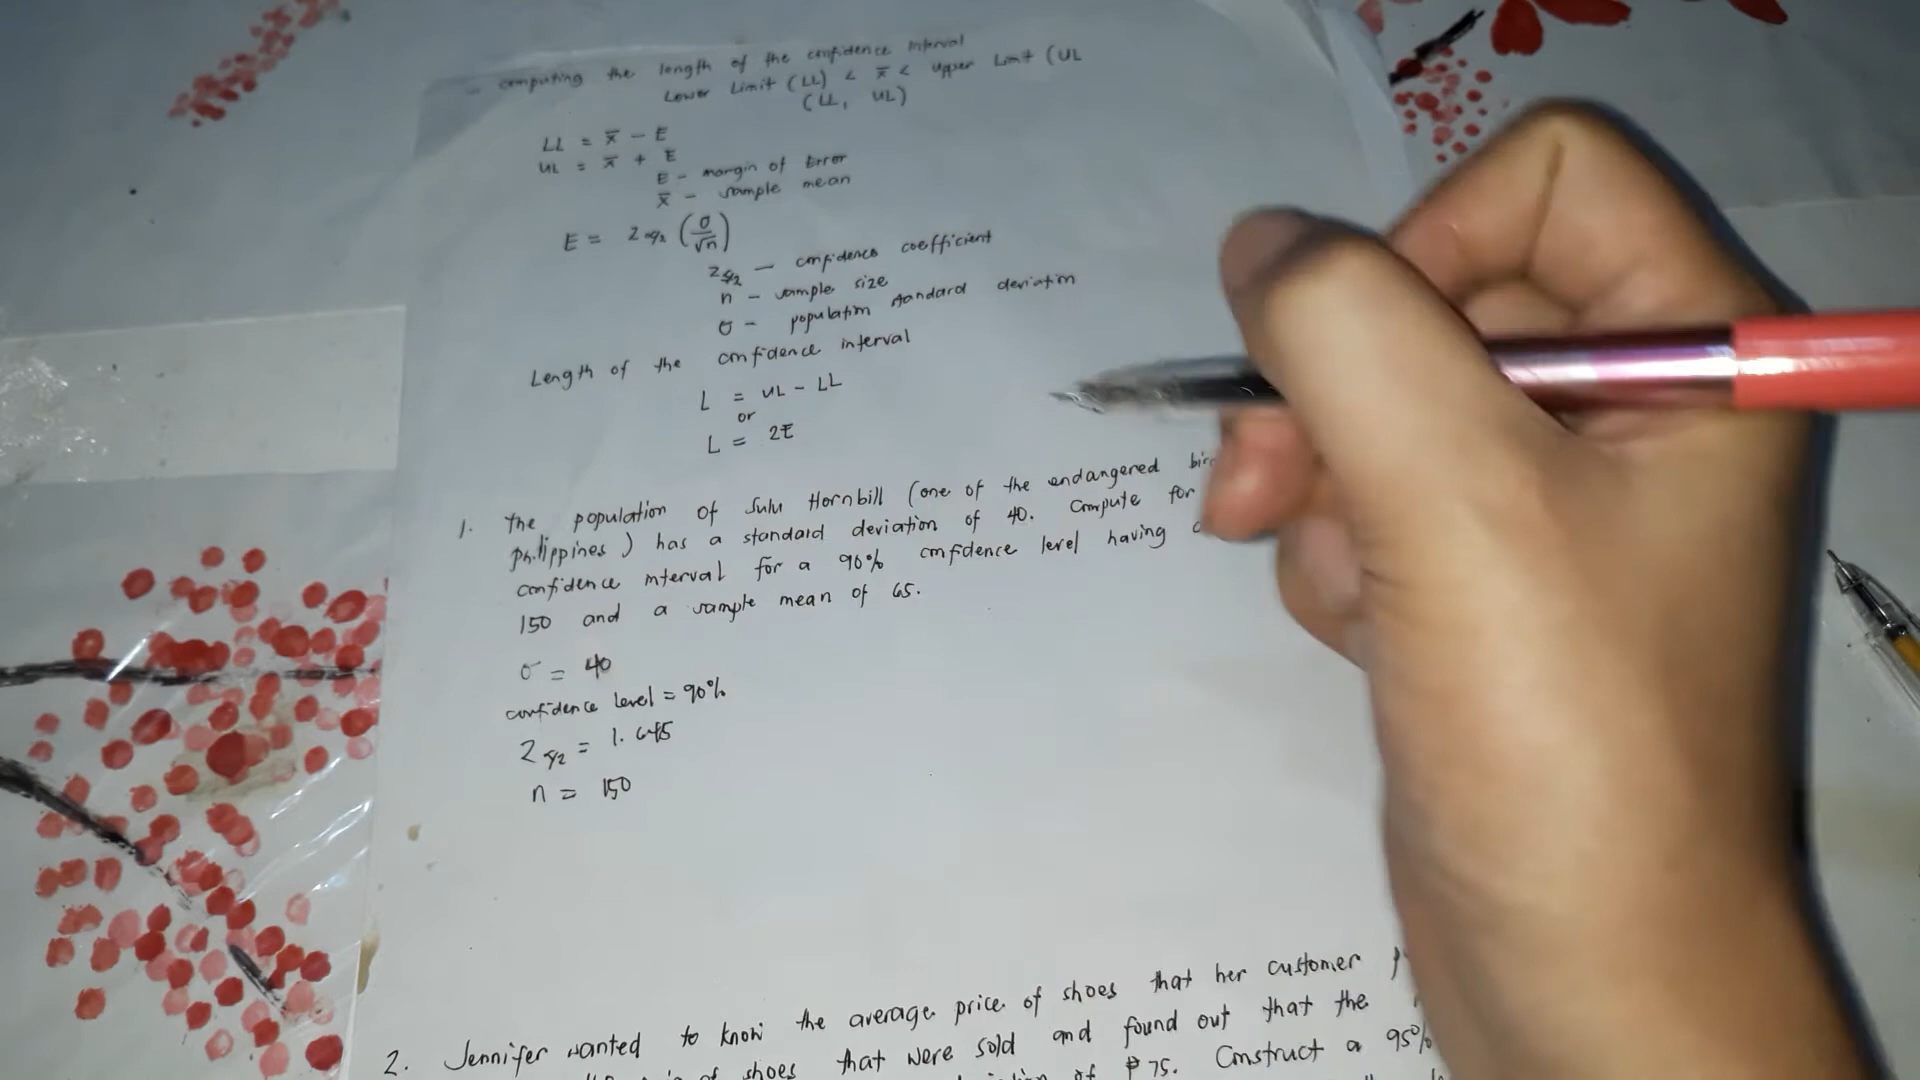 - computing the length of the confidence interval
Lower Limit (LL) < x̅ < Upper Limit (UL
(LL, UL)
LL = x̅ - E
UL = x̅ + E
E - margin of Error
x̅ - sample mean
E = Zα/2 (σ/√n)
Zα/2 - confidence coefficient
n - sample size
σ - population standard deviation
Length of the confidence interval
L = UL - LL
or
L = 2E
1. The population of Sulu Hornbill (one of the endangered
philippines) has a standard deviation of 40. Compute for
confidence interval for a 90% confidence level having
150 and a sample mean of 65.
σ = 40
confidence level = 90%
Zα/2 = 1.645
n = 150
2. Jennifer wanted to know the average price of shoes that her customer
of shoes that were sold and found out that the
of ₱75. Construct a 95%